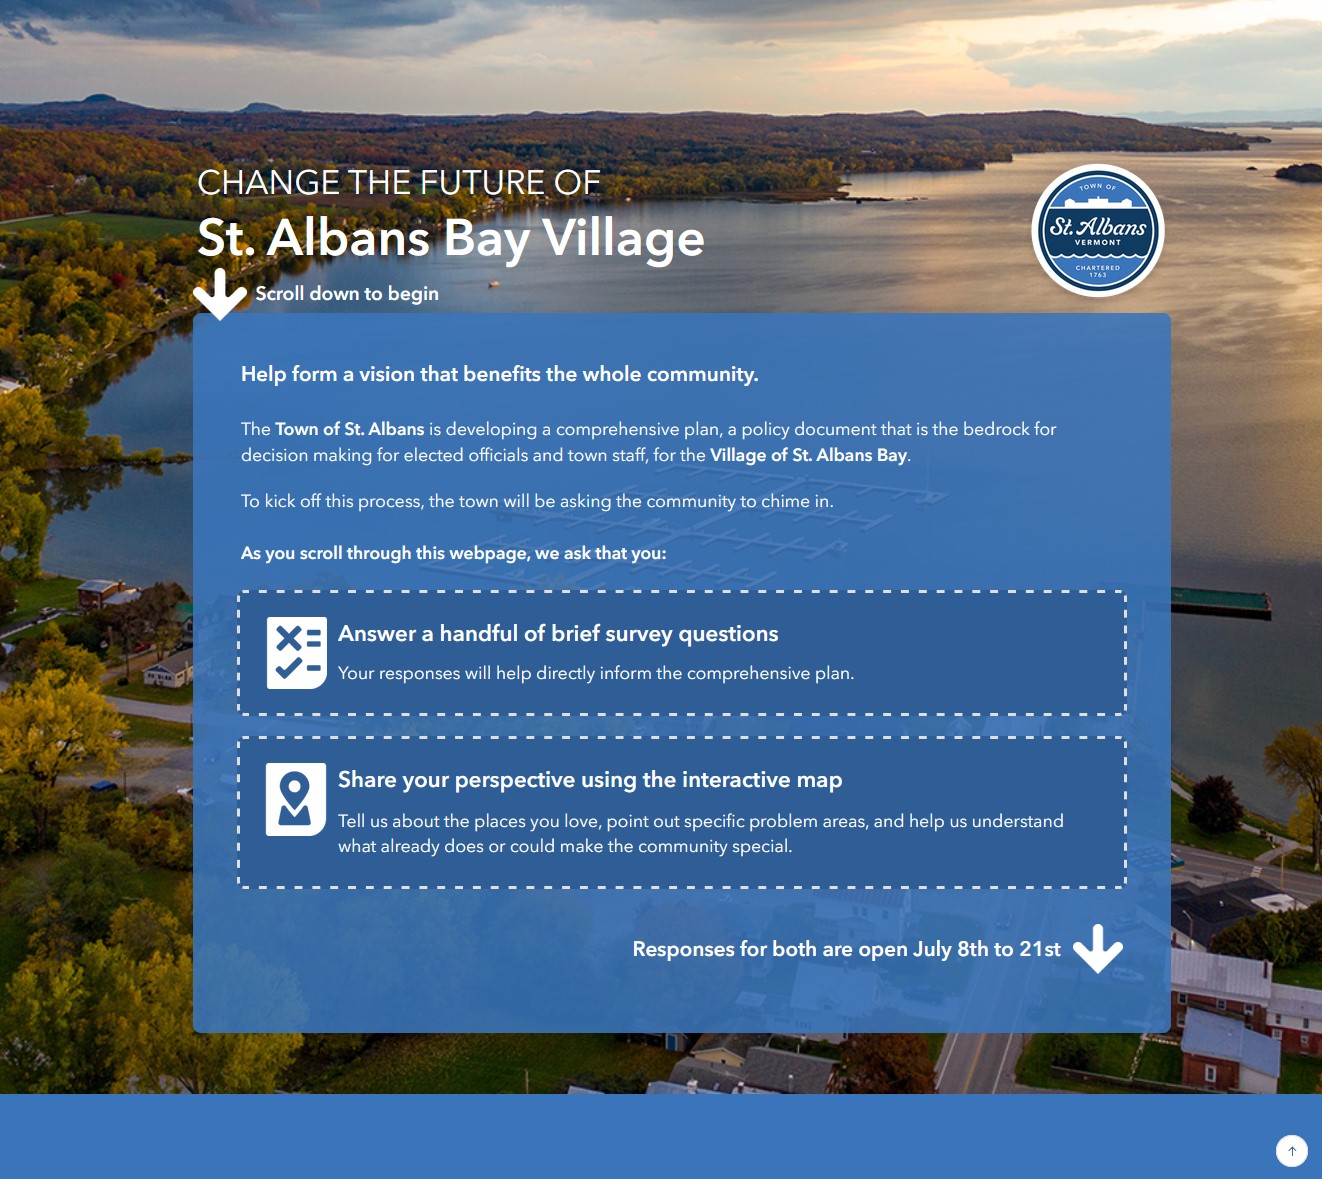 CHANGE THE FUTURE OF
St. Albans Bay Village
Scroll down to begin
TOWN OF
St. Albans
VERMONT
CHARTERED
1763
Help form a vision that benefits the whole community.
The Town of St. Albans is developing a comprehensive plan, a policy document that is the bedrock for
decision making for elected officials and town staff, for the Village of St. Albans Bay.
To kick off this process, the town will be asking the community to chime in.
As you scroll through this webpage, we ask that you:
Answer a handful of brief survey questions
Your responses will help directly inform the comprehensive plan.
Share your perspective using the interactive map
Tell us about the places you love, point out specific problem areas, and help us understand
what already does or could make the community special.
Responses for both are open July 8th to 21st